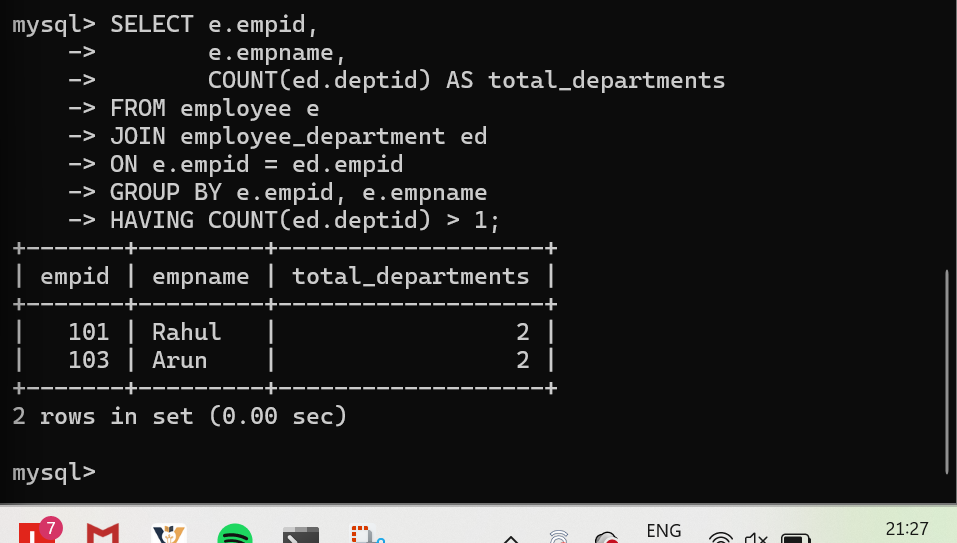 mysql> SELECT e.empid,
    ->        e.empname,
    ->        COUNT(ed.deptid) AS total_departments
    -> FROM employee e
    -> JOIN employee_department ed
    -> ON e.empid = ed.empid
    -> GROUP BY e.empid, e.empname
    -> HAVING COUNT(ed.deptid) > 1;
+-------+---------+-------------------+
| empid | empname | total_departments |
+-------+---------+-------------------+
|   101 | Rahul   |                 2 |
|   103 | Arun    |                 2 |
+-------+---------+-------------------+
2 rows in set (0.00 sec)
mysql>
7
ENG
21:27